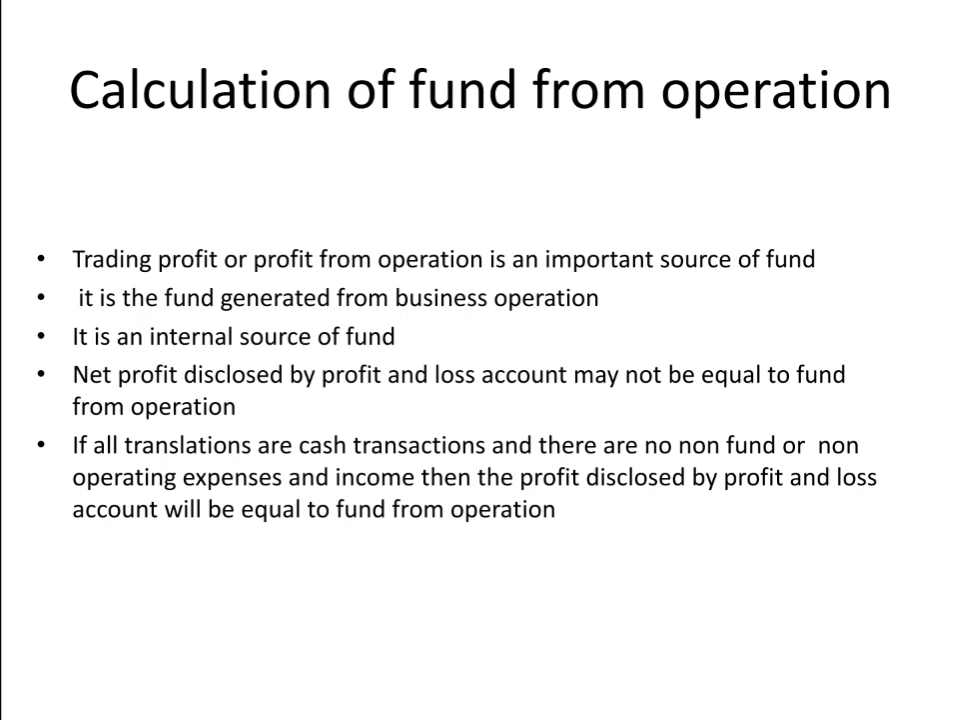 Calculation of fund from operation
• Trading profit or profit from operation is an important source of fund
• it is the fund generated from business operation
• It is an internal source of fund
• Net profit disclosed by profit and loss account may not be equal to fund
from operation
• If all translations are cash transactions and there are no non fund or  non
operating expenses and income then the profit disclosed by profit and loss
account will be equal to fund from operation